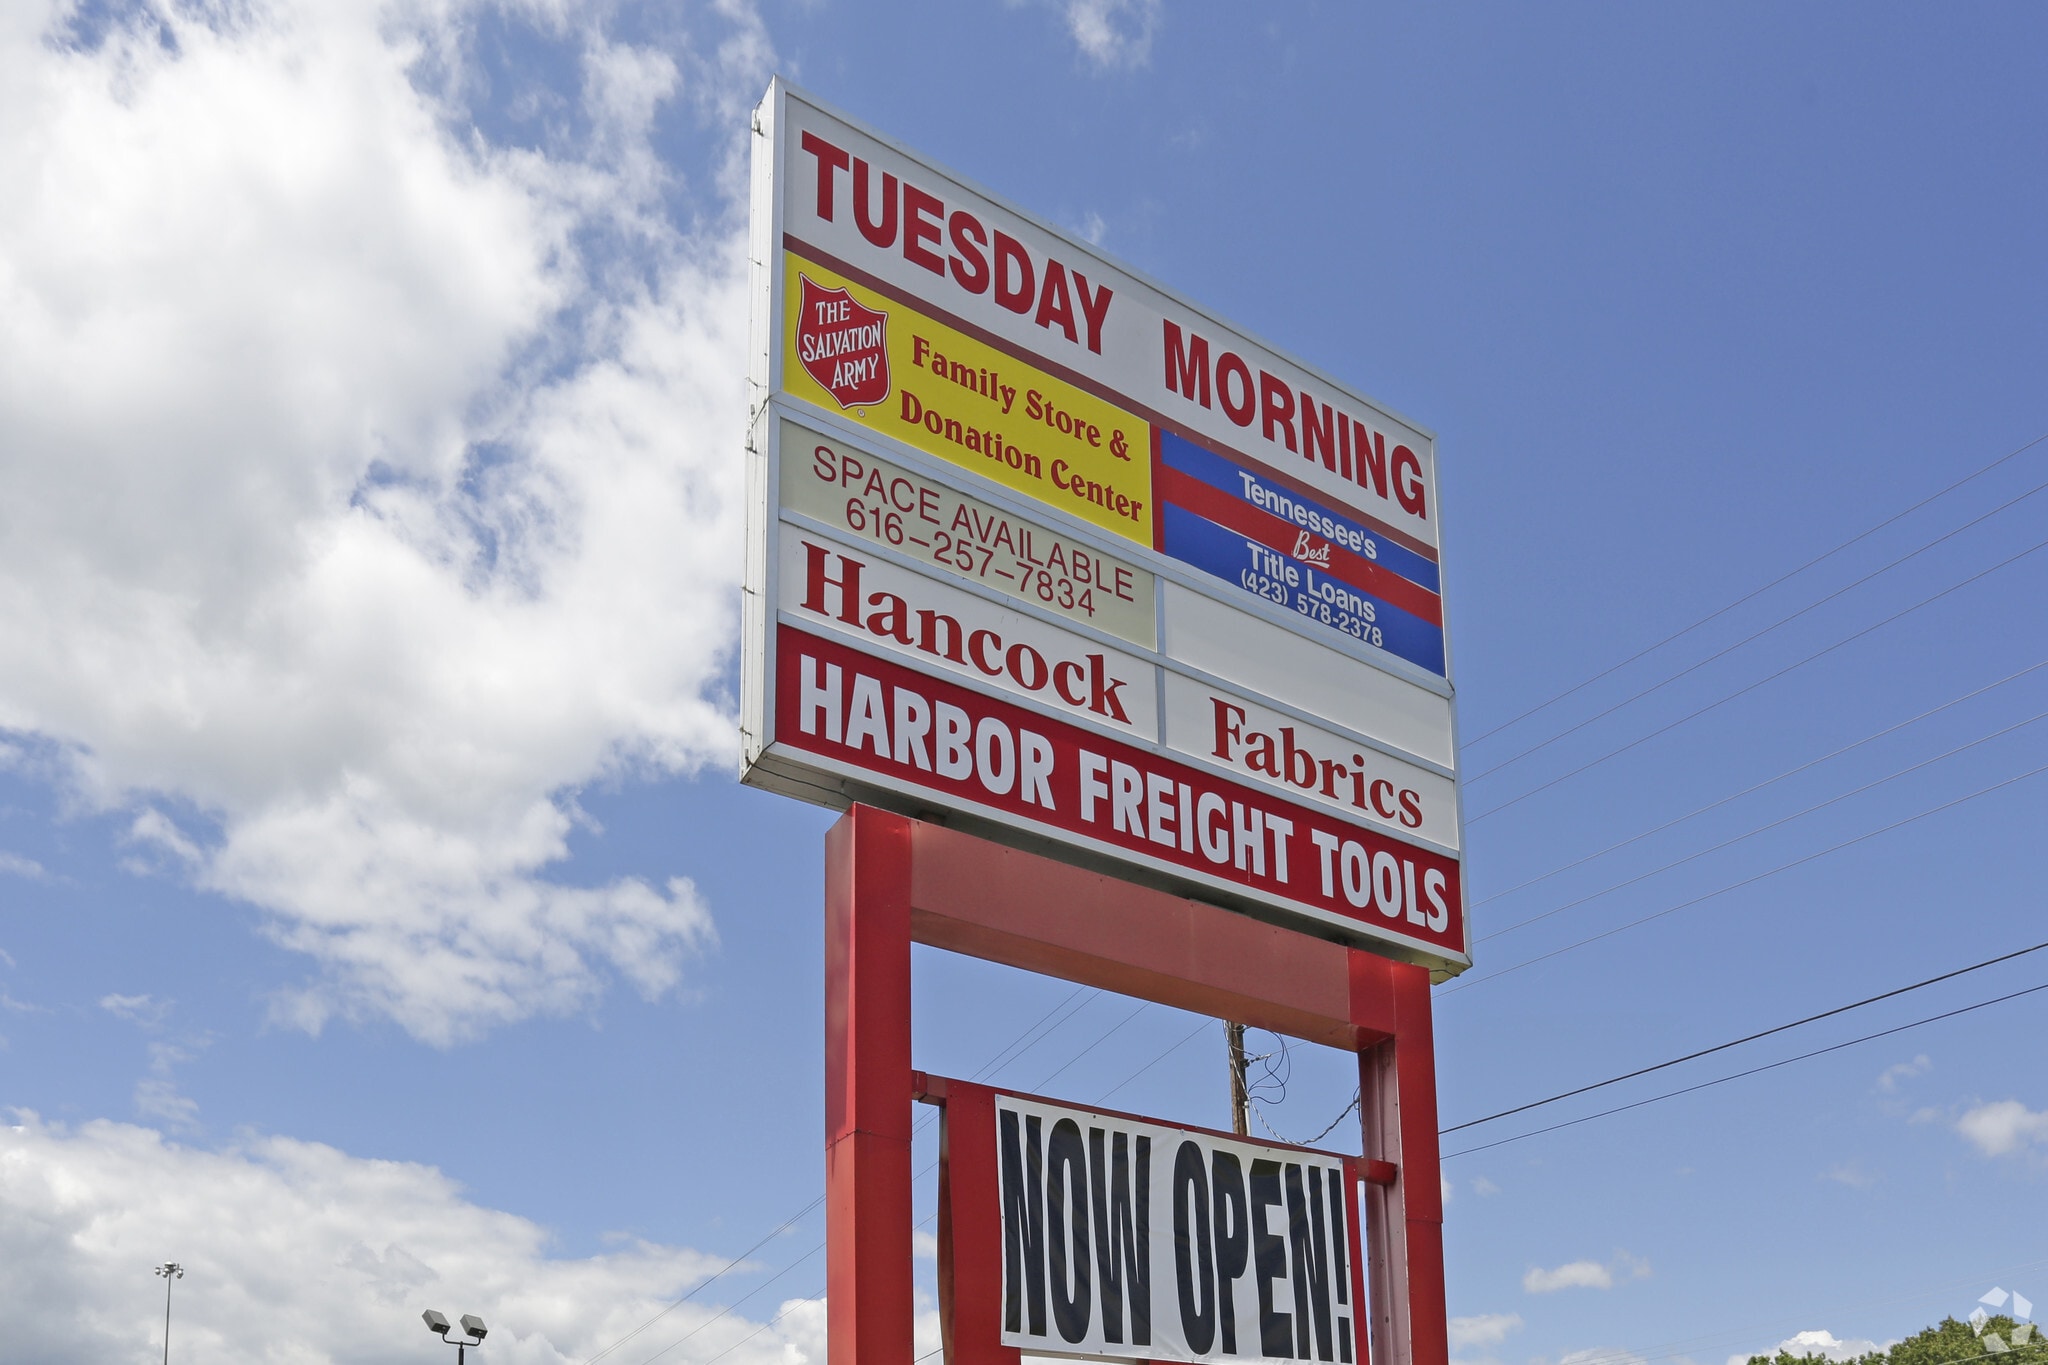 TUESDAY MORNING
THE
SALVATION
ARMY
®
Family Store &
Donation Center
Tennessee's
Best
Title Loans
(423) 578-2378
SPACE AVAILABLE
616-257-7834
Hancock Fabrics
HARBOR FREIGHT TOOLS
NOW OPEN!